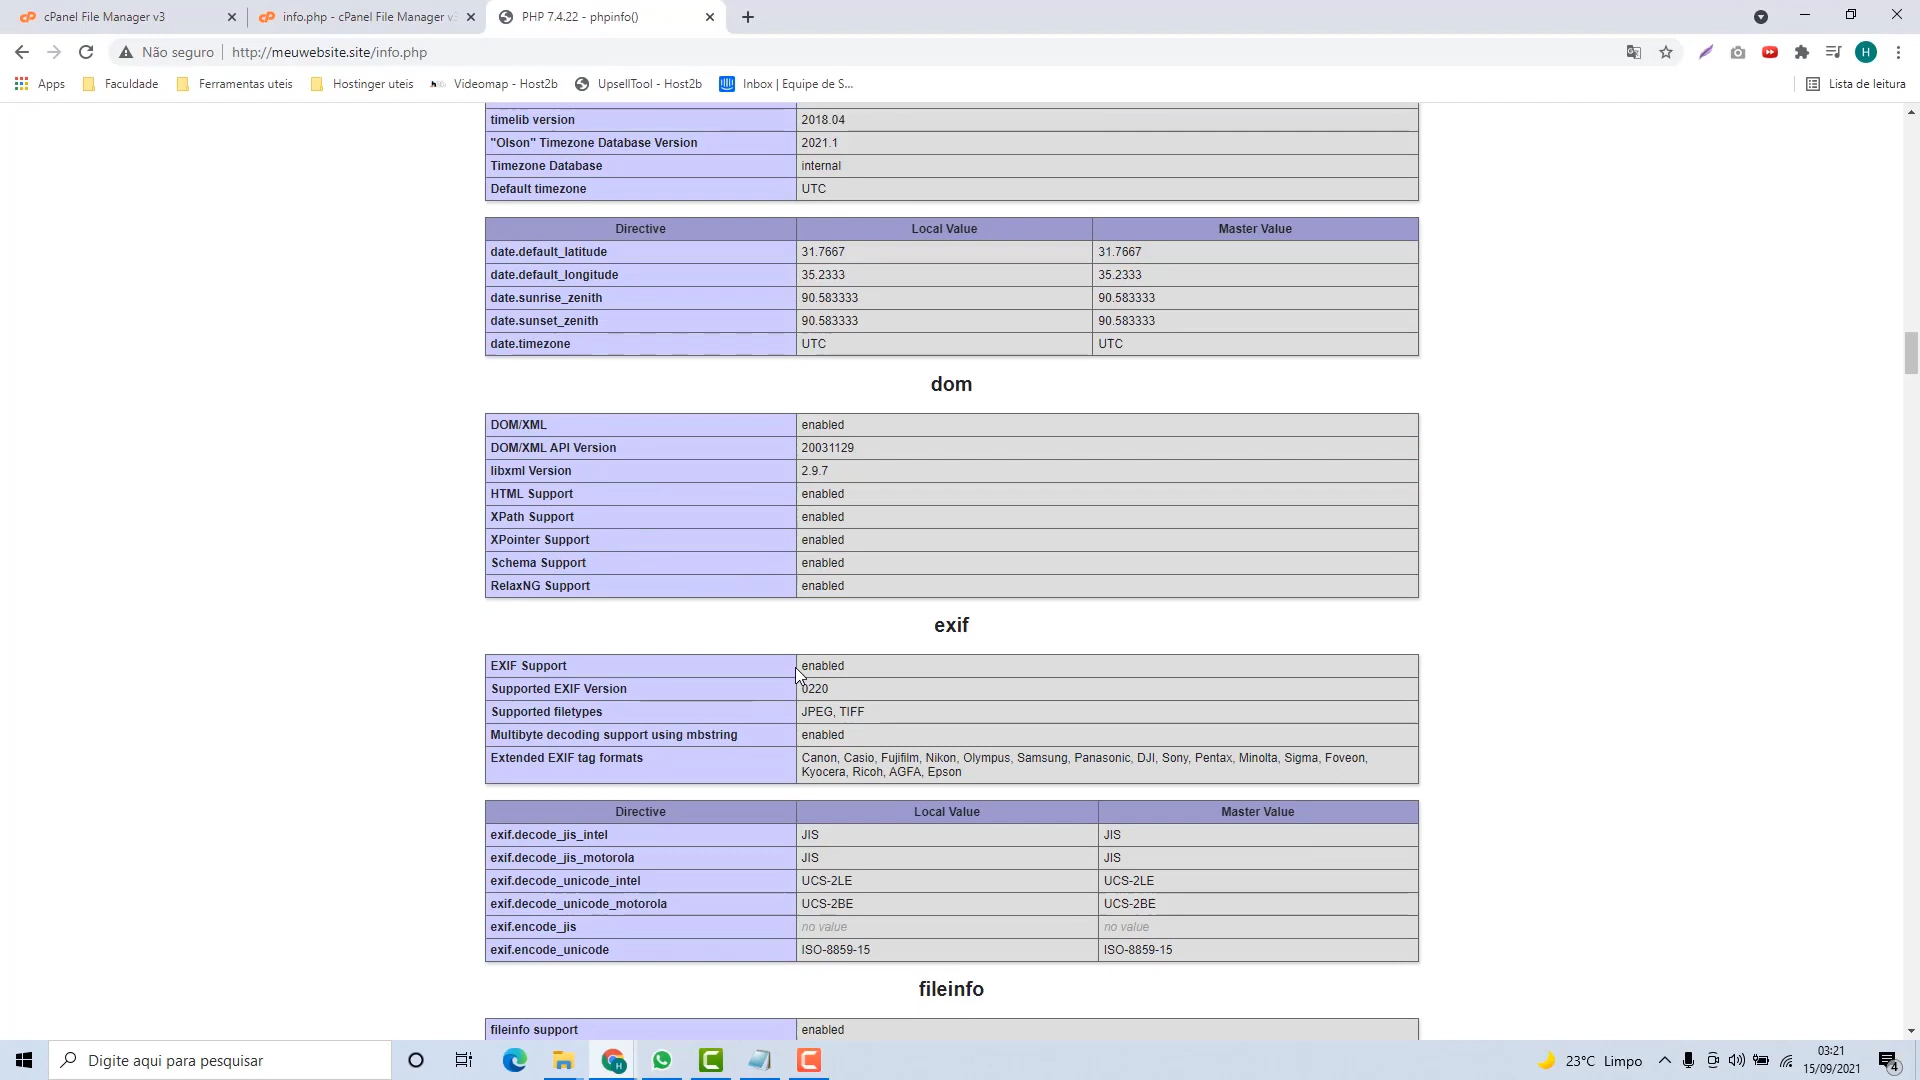 cPanel File Manager v3
info.php - cPanel File Manager v
PHP 7.4.22 - phpinfo()
Não seguro
http://meuwebsite.site/info.php
H
Apps
Faculdade
Ferramentas uteis
Hostinger uteis
Videomap - Host2b
UpsellTool - Host2b
Inbox | Equipe de S...
Lista de leitura
timelib version 2018.04
"Olson" Timezone Database Version 2021.1
Timezone Database internal
Default timezone UTC
Directive Local Value Master Value
date.default_latitude 31.7667 31.7667
date.default_longitude 35.2333 35.2333
date.sunrise_zenith 90.583333 90.583333
date.sunset_zenith 90.583333 90.583333
date.timezone UTC UTC
dom
DOM/XML enabled
DOM/XML API Version 20031129
libxml Version 2.9.7
HTML Support enabled
XPath Support enabled
XPointer Support enabled
Schema Support enabled
RelaxNG Support enabled
exif
EXIF Support enabled
Supported EXIF Version 0220
Supported filetypes JPEG, TIFF
Multibyte decoding support using mbstring enabled
Extended EXIF tag formats Canon, Casio, Fujifilm, Nikon, Olympus, Samsung, Panasonic, DJI, Sony, Pentax, Minolta, Sigma, Foveon,
Kyocera, Ricoh, AGFA, Epson
Directive Local Value Master Value
exif.decode_jis_intel JIS JIS
exif.decode_jis_motorola JIS JIS
exif.decode_unicode_intel UCS-2LE UCS-2LE
exif.decode_unicode_motorola UCS-2BE UCS-2BE
exif.encode_jis no value no value
exif.encode_unicode ISO-8859-15 ISO-8859-15
fileinfo
fileinfo support enabled
Digite aqui para pesquisar
23°C Limpo
03:21
15/09/2021
4